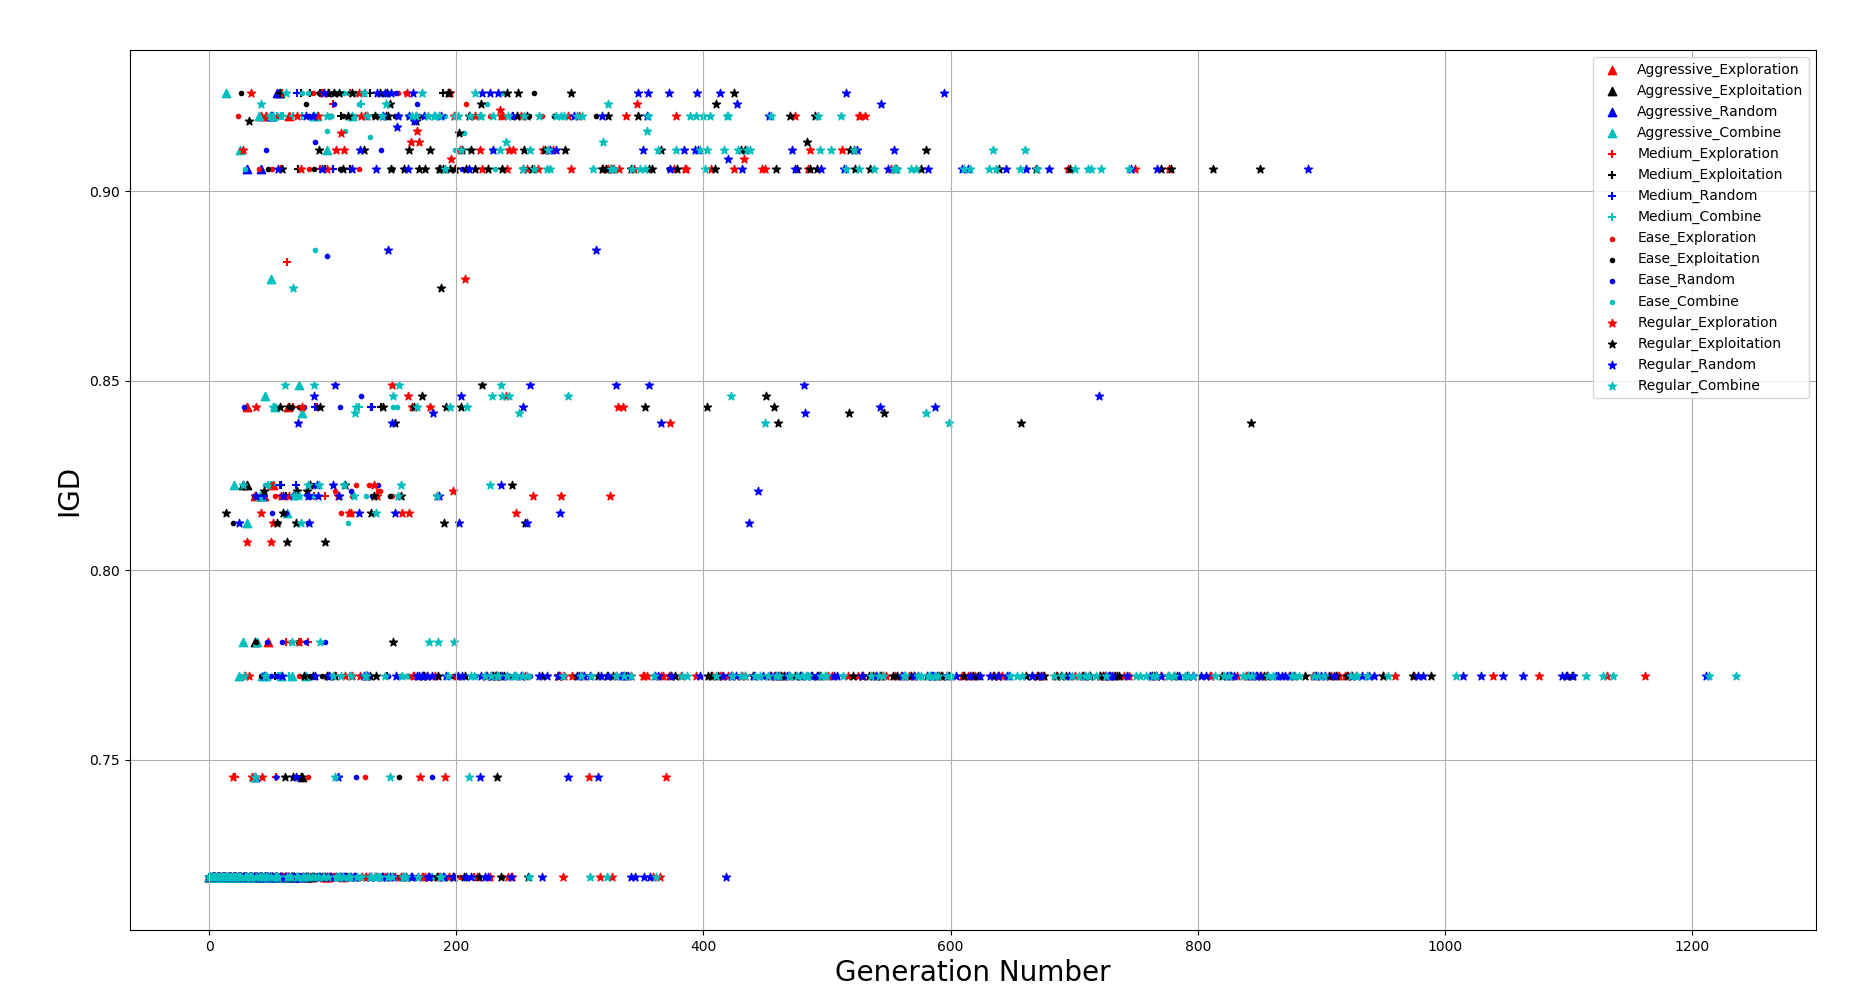 IGD
0.90
0.85
0.80
0.75
Aggressive_Exploration
Aggressive_Exploitation
Aggressive_Random
Aggressive_Combine
Medium_Exploration
Medium_Exploitation
Medium_Random
Medium_Combine
Ease_Exploration
Ease_Exploitation
Ease_Random
Ease_Combine
Regular_Exploration
Regular_Exploitation
Regular_Random
Regular_Combine
0 200 400 600 800 1000 1200
Generation Number